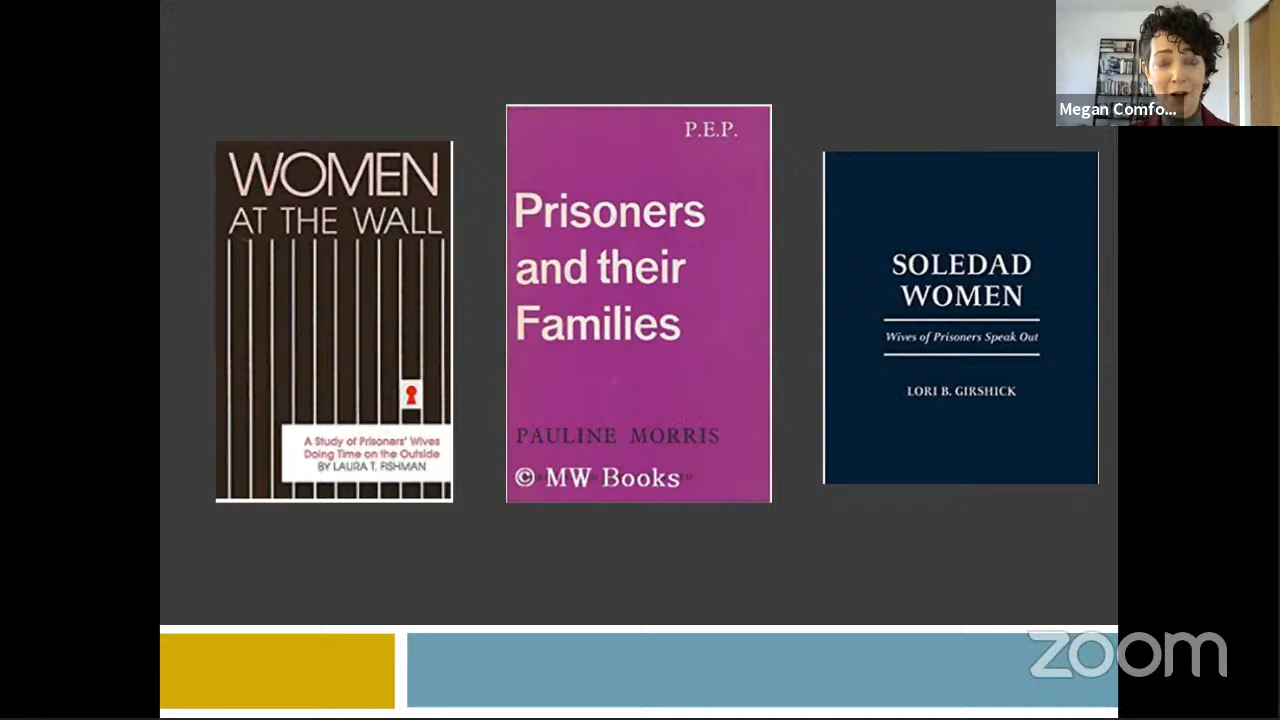 Megan Comfo...
WOMEN
AT THE WALL
A Study of Prisoners' Wives
Doing Time on the Outside
BY LAURA T. FISHMAN
P.E.P.
Prisoners
and their
Families
PAULINE MORRIS
© MW Books
SOLEDAD
WOMEN
Wives of Prisoners Speak Out
LORI B. GIRSHICK
zoom